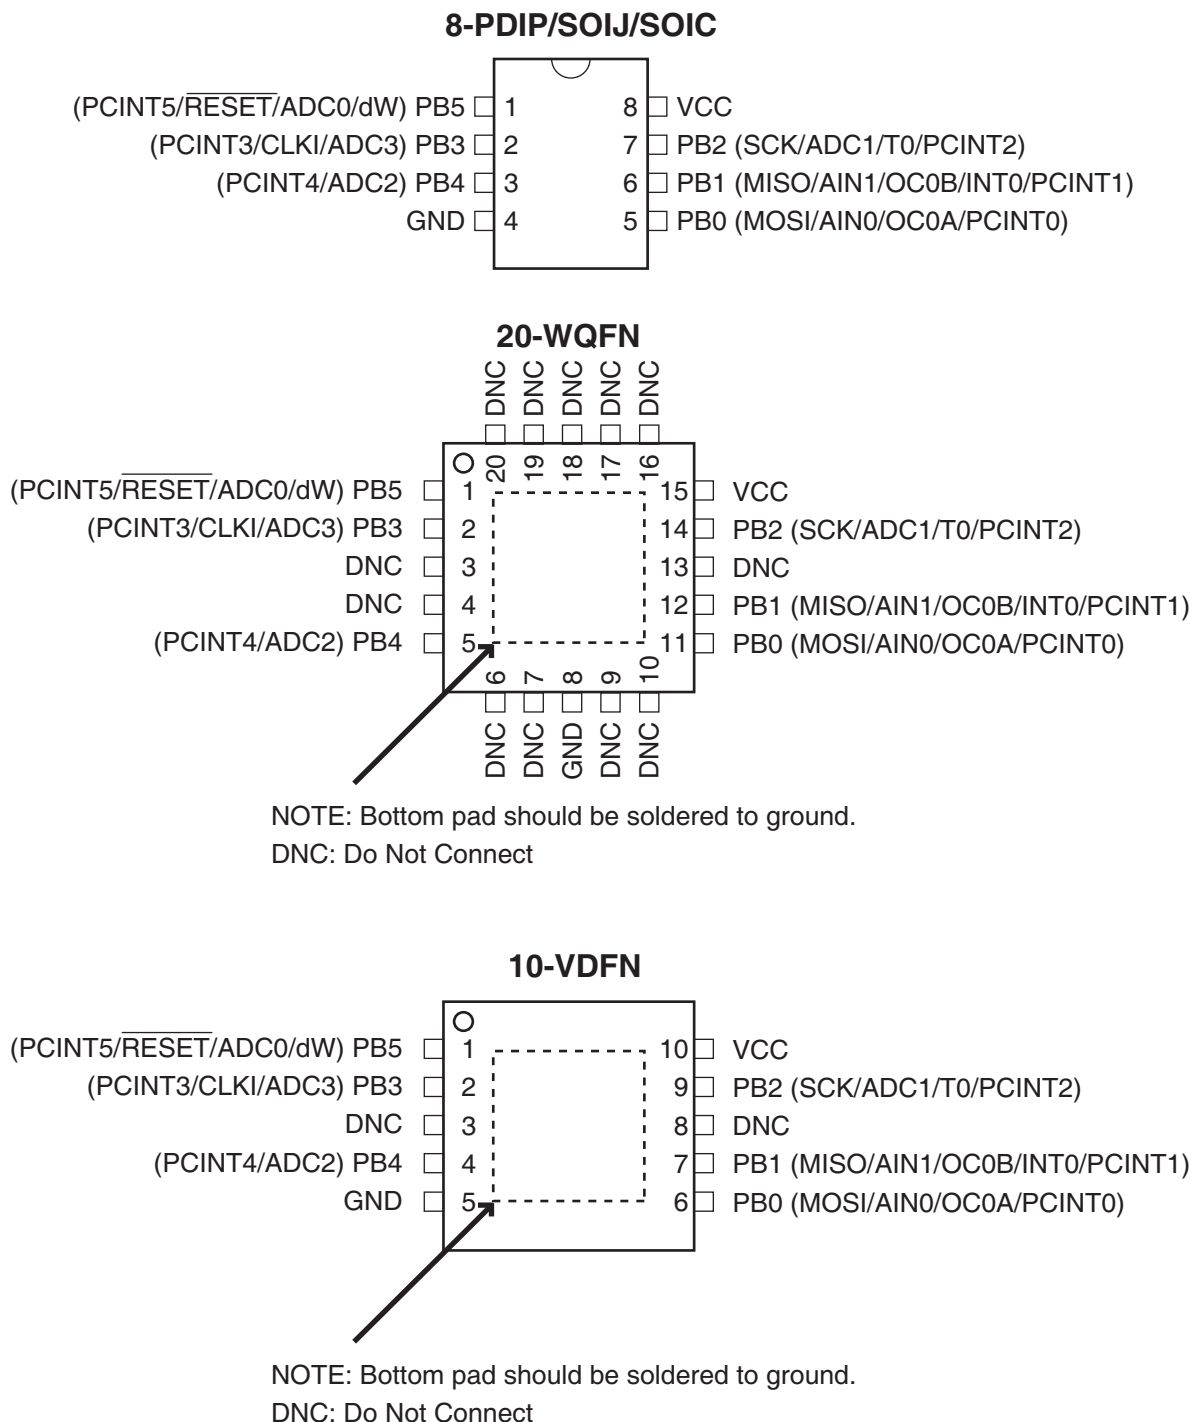 8-PDIP/SOIJ/SOIC
(PCINT5/RESET/ADC0/dW) PB5 1 8 VCC
(PCINT3/CLKI/ADC3) PB3 2 7 PB2 (SCK/ADC1/T0/PCINT2)
(PCINT4/ADC2) PB4 3 6 PB1 (MISO/AIN1/OC0B/INT0/PCINT1)
GND 4 5 PB0 (MOSI/AIN0/OC0A/PCINT0)
20-WQFN
DNC DNC DNC DNC DNC
20 19 18 17 16
(PCINT5/RESET/ADC0/dW) PB5 1 15 VCC
(PCINT3/CLKI/ADC3) PB3 2 14 PB2 (SCK/ADC1/T0/PCINT2)
DNC 3 13 DNC
DNC 4 12 PB1 (MISO/AIN1/OC0B/INT0/PCINT1)
(PCINT4/ADC2) PB4 5 11 PB0 (MOSI/AIN0/OC0A/PCINT0)
6 7 8 9 10
DNC DNC GND DNC DNC
NOTE: Bottom pad should be soldered to ground.
DNC: Do Not Connect
10-VDFN
(PCINT5/RESET/ADC0/dW) PB5 1 10 VCC
(PCINT3/CLKI/ADC3) PB3 2 9 PB2 (SCK/ADC1/T0/PCINT2)
DNC 3 8 DNC
(PCINT4/ADC2) PB4 4 7 PB1 (MISO/AIN1/OC0B/INT0/PCINT1)
GND 5 6 PB0 (MOSI/AIN0/OC0A/PCINT0)
NOTE: Bottom pad should be soldered to ground.
DNC: Do Not Connect